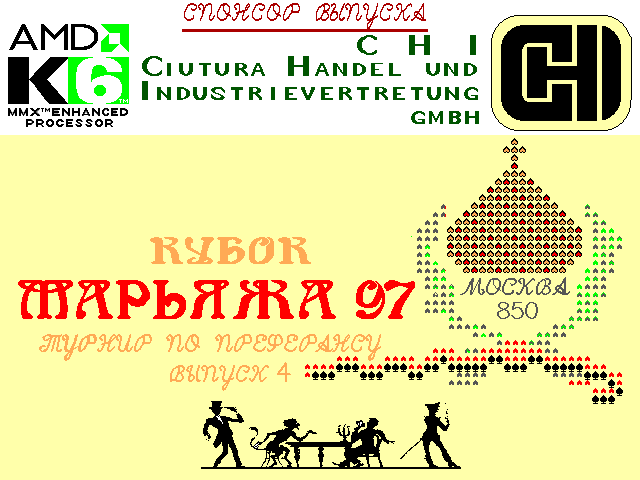 СПОНСОР ВЫПУСКА
AMD
K6™
MMX™ENHANCED
PROCESSOR
C H I
CIUTURA HANDEL UND
INDUSTRIEVERTRETUNG
GMBH
CHI
КУБОК
МАРЬЯЖА 97
ТУРНИР ПО ПРЕФЕРАНСУ
ВЫПУСК 4
МОСКВА
850